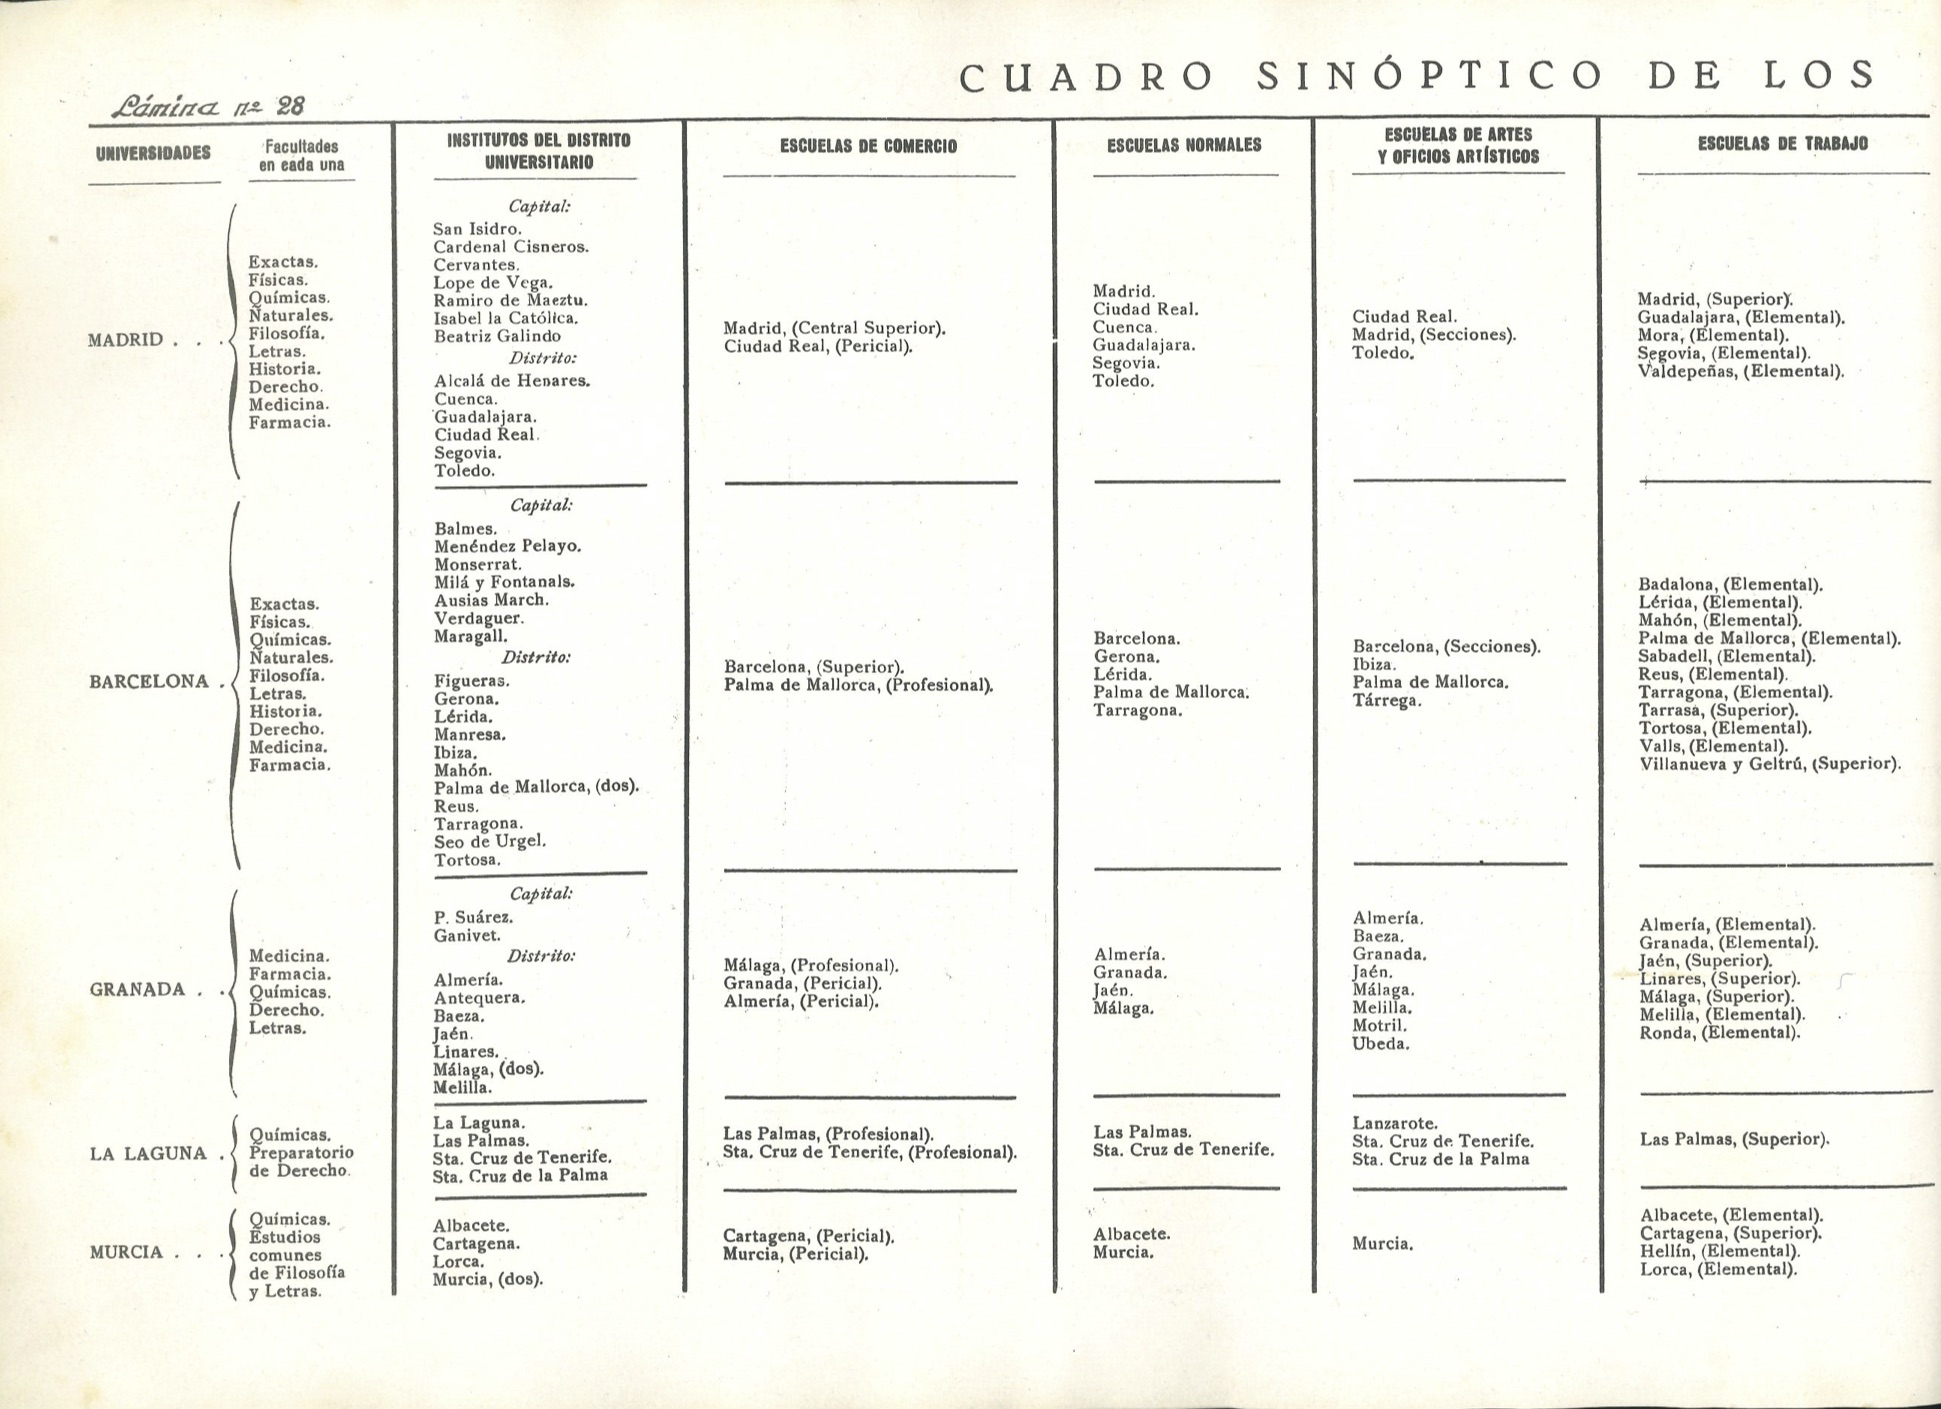 CUADRO SINÓPTICO DE LOS
Lámina nº 28
UNIVERSIDADES
Facultades
en cada una
INSTITUTOS DEL DISTRITO
UNIVERSITARIO
ESCUELAS DE COMERCIO
ESCUELAS NORMALES
ESCUELAS DE ARTES
Y OFICIOS ARTÍSTICOS
ESCUELAS DE TRABAJO
MADRID . . .
Exactas.
Físicas.
Químicas.
Naturales.
Filosofía.
Letras.
Historia.
Derecho.
Medicina.
Farmacia.
Capital:
San Isidro.
Cardenal Cisneros.
Cervantes.
Lope de Vega.
Ramiro de Maeztu.
Isabel la Católica.
Beatriz Galindo
Distrito:
Alcalá de Henares.
Cuenca.
Guadalajara.
Ciudad Real.
Segovia.
Toledo.
Madrid, (Central Superior).
Ciudad Real, (Pericial).
Madrid.
Ciudad Real.
Cuenca.
Guadalajara.
Segovia.
Toledo.
Ciudad Real.
Madrid, (Secciones).
Toledo.
Madrid, (Superior).
Guadalajara, (Elemental).
Mora, (Elemental).
Segovia, (Elemental).
Valdepeñas, (Elemental).
BARCELONA .
Exactas.
Físicas.
Químicas.
Naturales.
Filosofía.
Letras.
Historia.
Derecho.
Medicina.
Farmacia.
Capital:
Balmes.
Menéndez Pelayo.
Monserrat.
Milá y Fontanals.
Ausias March.
Verdaguer.
Maragall.
Distrito:
Figueras.
Gerona.
Lérida.
Manresa.
Ibiza.
Mahón.
Palma de Mallorca, (dos).
Reus.
Tarragona.
Seo de Urgel.
Tortosa.
Barcelona, (Superior).
Palma de Mallorca, (Profesional).
Barcelona.
Gerona.
Lérida.
Palma de Mallorca.
Tarragona.
Barcelona, (Secciones).
Ibiza.
Palma de Mallorca.
Tárrega.
Badalona, (Elemental).
Lérida, (Elemental).
Mahón, (Elemental).
Palma de Mallorca, (Elemental).
Sabadell, (Elemental).
Reus, (Elemental).
Tarragona, (Elemental).
Tarrasa, (Superior).
Tortosa, (Elemental).
Valls, (Elemental).
Villanueva y Geltrú, (Superior).
GRANADA . .
Medicina.
Farmacia.
Químicas.
Derecho.
Letras.
Capital:
P. Suárez.
Ganivet.
Distrito:
Almería.
Antequera.
Baeza.
Jaén.
Linares.
Málaga, (dos).
Melilla.
Málaga, (Profesional).
Granada, (Pericial).
Almería, (Pericial).
Almería.
Granada.
Jaén.
Málaga.
Almería.
Baeza.
Granada.
Jaén.
Málaga.
Melilla.
Motril.
Ubeda.
Almería, (Elemental).
Granada, (Elemental).
Jaén, (Superior).
Linares, (Superior).
Málaga, (Superior).
Melilla, (Elemental).
Ronda, (Elemental).
LA LAGUNA .
Químicas.
Preparatorio
de Derecho.
La Laguna.
Las Palmas.
Sta. Cruz de Tenerife.
Sta. Cruz de la Palma
Las Palmas, (Profesional).
Sta. Cruz de Tenerife, (Profesional).
Las Palmas.
Sta. Cruz de Tenerife.
Lanzarote.
Sta. Cruz de Tenerife.
Sta. Cruz de la Palma
Las Palmas, (Superior).
MURCIA . . .
Químicas.
Estudios
comunes
de Filosofía
y Letras.
Albacete.
Cartagena.
Lorca.
Murcia, (dos).
Cartagena, (Pericial).
Murcia, (Pericial).
Albacete.
Murcia.
Murcia.
Albacete, (Elemental).
Cartagena, (Superior).
Hellín, (Elemental).
Lorca, (Elemental).